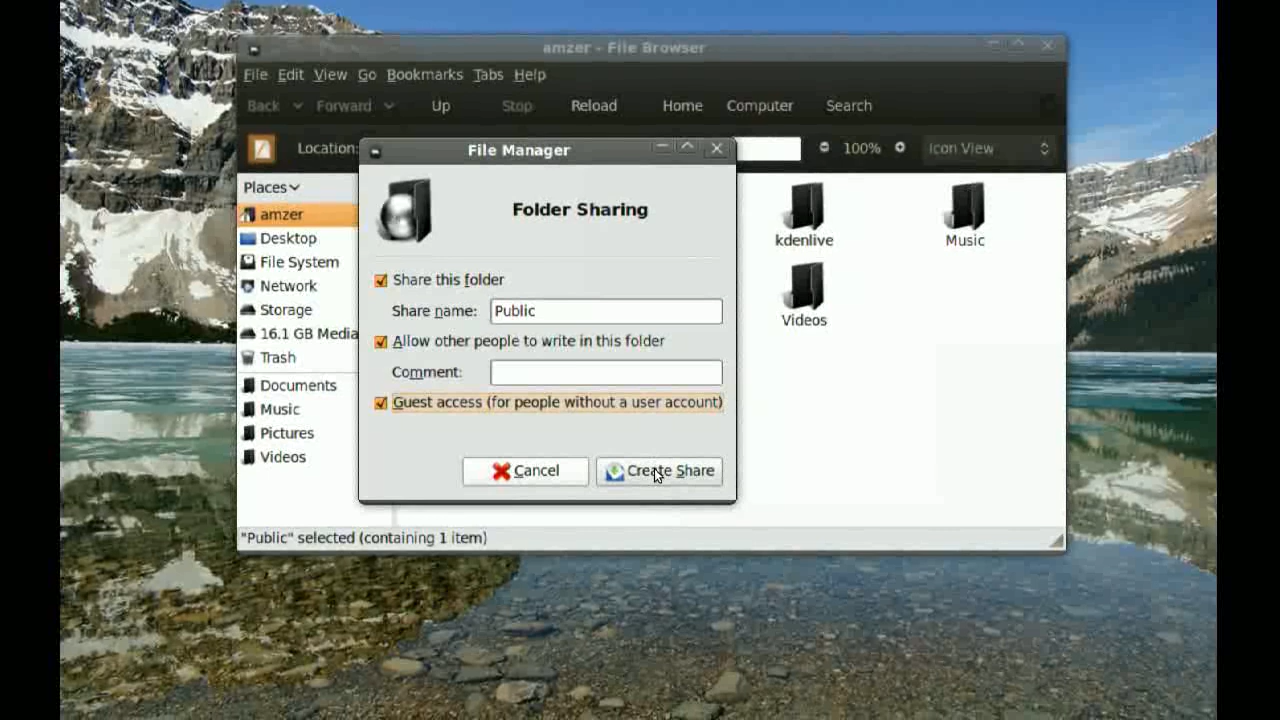 amzer - File Browser
File Edit View Go Bookmarks Tabs Help
Back Forward Up Stop Reload Home Computer Search
Location: 100% Icon View
File Manager
Folder Sharing
Share this folder
Share name: Public
Allow other people to write in this folder
Comment:
Guest access (for people without a user account)
Cancel Create Share
Places
amzer
Desktop
File System
Network
Storage
16.1 GB Media
Trash
Documents
Music
Pictures
Videos
kdenlive Music
Videos
"Public" selected (containing 1 item)